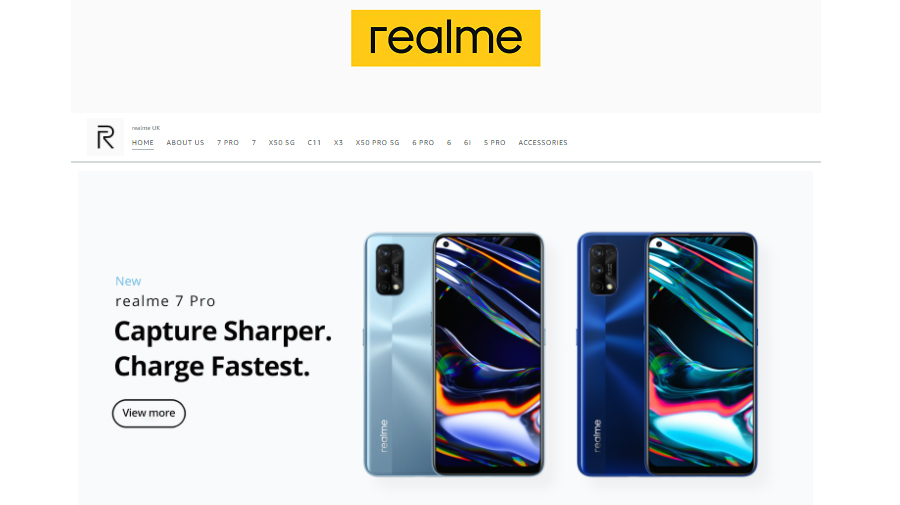 realme
R
realme UK
HOME ABOUT US 7 PRO 7 X50 5G C11 X3 X50 PRO 5G 6 PRO 6 6i 5 PRO ACCESSORIES
New
realme 7 Pro
Capture Sharper.
Charge Fastest.
View more
realme
realme